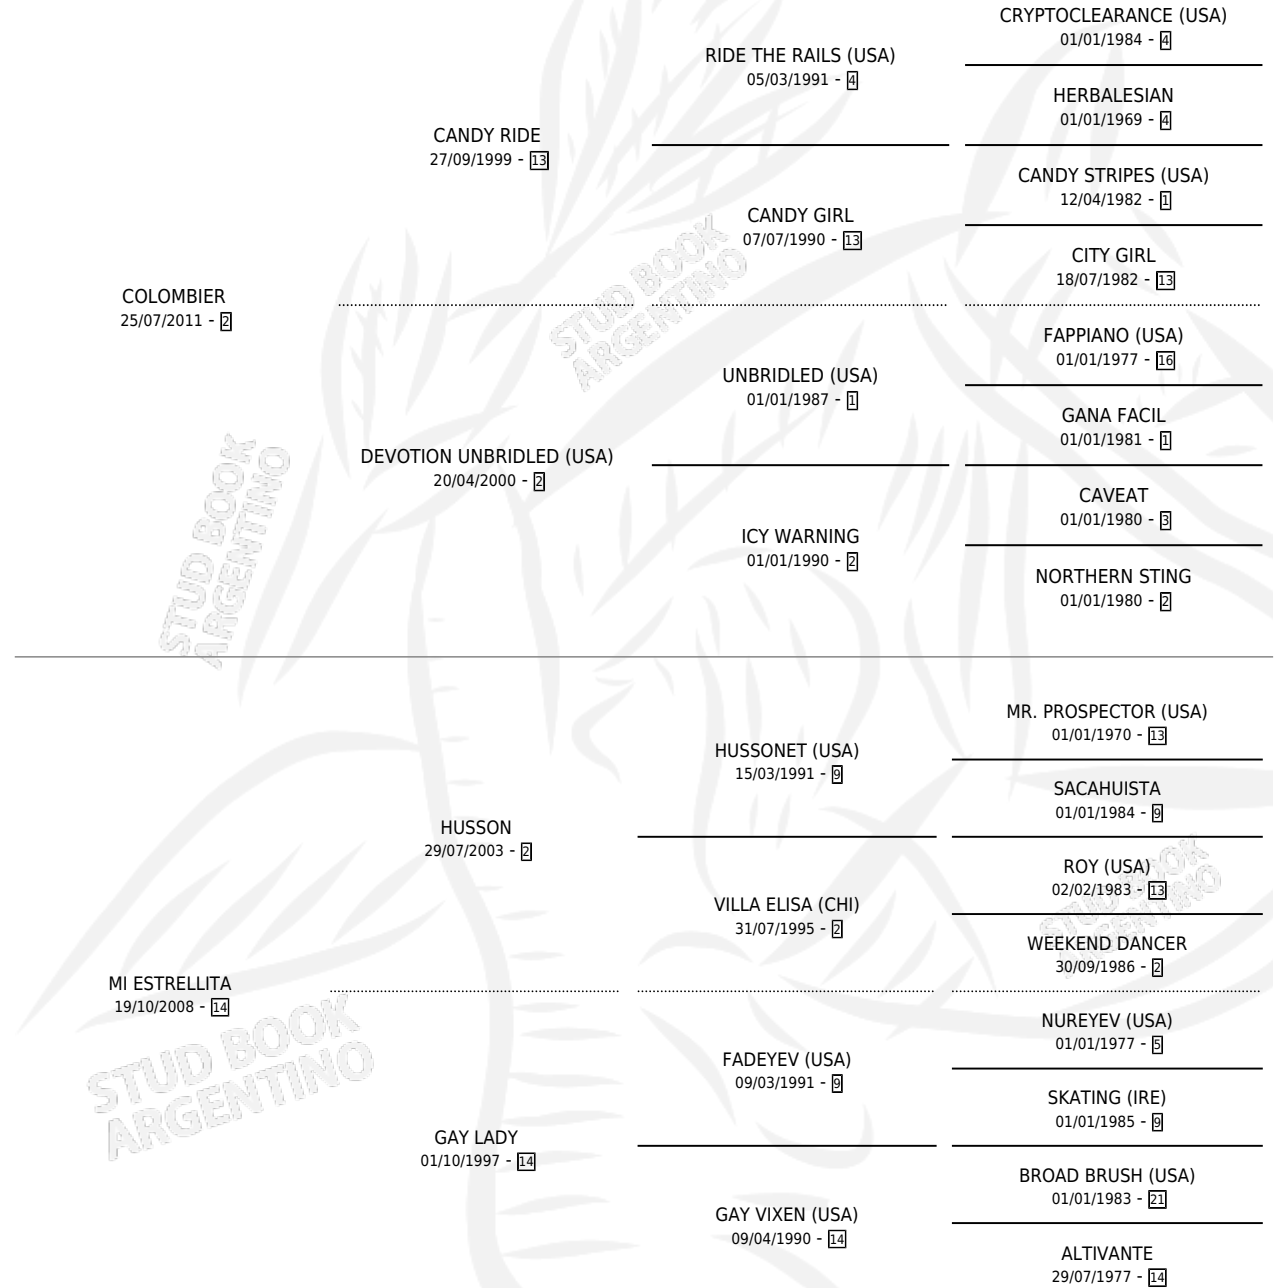 CRYPTOCLEARANCE (USA)
01/01/1984 - 4
RIDE THE RAILS (USA)
05/03/1991 - 4
HERBALESIAN
01/01/1969 - 4
CANDY RIDE
27/09/1999 - 13
CANDY STRIPES (USA)
12/04/1982 - 1
CANDY GIRL
07/07/1990 - 13
CITY GIRL
18/07/1982 - 13
COLOMBIER
25/07/2011 - 2
FAPPIANO (USA)
01/01/1977 - 16
UNBRIDLED (USA)
01/01/1987 - 1
GANA FACIL
01/01/1981 - 1
DEVOTION UNBRIDLED (USA)
20/04/2000 - 2
CAVEAT
01/01/1980 - 3
ICY WARNING
01/01/1990 - 2
NORTHERN STING
01/01/1980 - 2
MR. PROSPECTOR (USA)
01/01/1970 - 13
HUSSONET (USA)
15/03/1991 - 9
SACAHUISTA
01/01/1984 - 9
HUSSON
29/07/2003 - 2
ROY (USA)
02/02/1983 - 13
VILLA ELISA (CHI)
31/07/1995 - 2
WEEKEND DANCER
30/09/1986 - 2
MI ESTRELLITA
19/10/2008 - 14
NUREYEV (USA)
01/01/1977 - 5
FADEYEV (USA)
09/03/1991 - 9
SKATING (IRE)
01/01/1985 - 9
GAY LADY
01/10/1997 - 14
BROAD BRUSH (USA)
01/01/1983 - 21
GAY VIXEN (USA)
09/04/1990 - 14
ALTIVANTE
29/07/1977 - 14
STUD BOOK
ARGENTINO
STUD BOOK
ARGENTINO
STUD BOOK
ARGENTINO
STUD BOOK
ARGENTINO